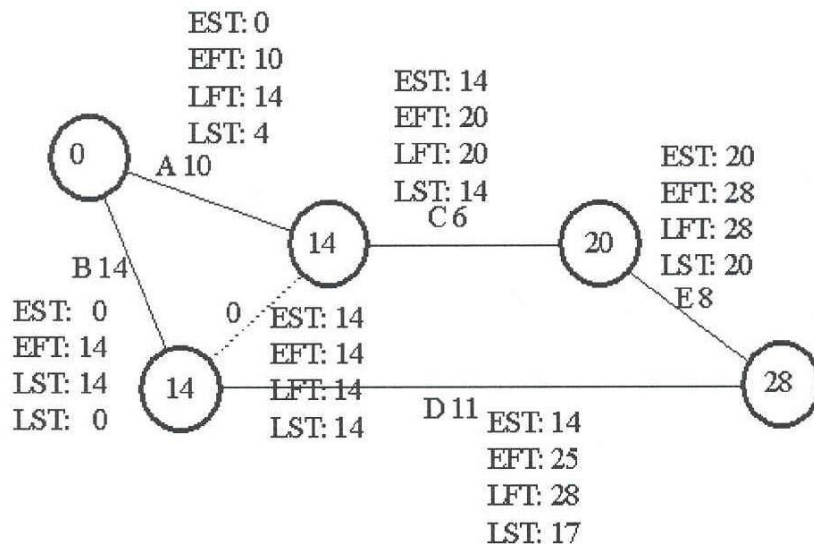 EST: 0
EFT: 10
LFT: 14
LST: 4
0
A 10
EST: 14
EFT: 20
LFT: 20
LST: 14
C 6
14
20
EST: 20
EFT: 28
LFT: 28
LST: 20
E 8
B 14
EST: 0
EFT: 14
LST: 14
LST: 0
14
0
EST: 14
EFT: 14
LFT: 14
LST: 14
28
D 11
EST: 14
EFT: 25
LFT: 28
LST: 17